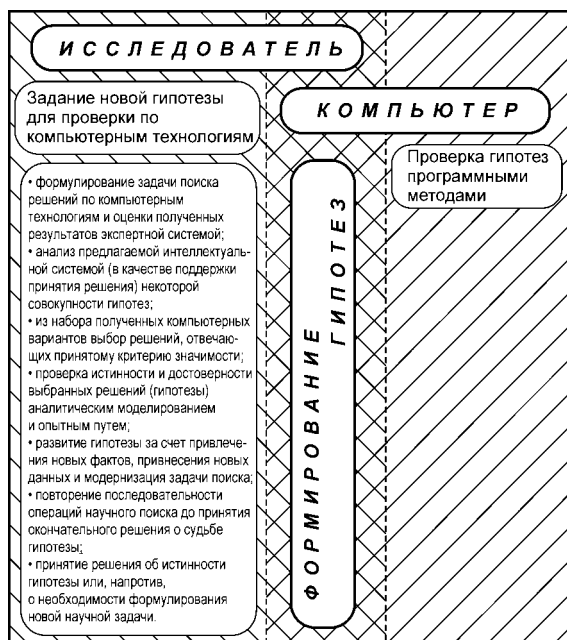 ИССЛЕДОВАТЕЛЬ
Задание новой гипотезы
для проверки по
компьютерным технологиям
КОМПЬЮТЕР
Проверка гипотез
программными
методами
• формулирование задачи поиска
решений по компьютерным
технологиям и оценки полученных
результатов экспертной системой;
• анализ предлагаемой интеллектуаль-
ной системой (в качестве поддержки
принятия решения) некоторой
совокупности гипотез;
• из набора полученных компьютерных
вариантов выбор решений, отвечаю-
щих принятому критерию значимости;
• проверка истинности и достоверности
выбранных решений (гипотезы)
аналитическим моделированием
и опытным путем;
• развитие гипотезы за счет привлече-
ния новых фактов, привнесения новых
данных и модернизация задачи поиска;
• повторение последовательности
операций научного поиска до принятия
окончательного решения о судьбе
гипотезы;
• принятие решения об истинности
гипотезы или, напротив,
о необходимости формулирования
новой научной задачи.
ФОРМИРОВАНИЕ
ГИПОТЕЗ